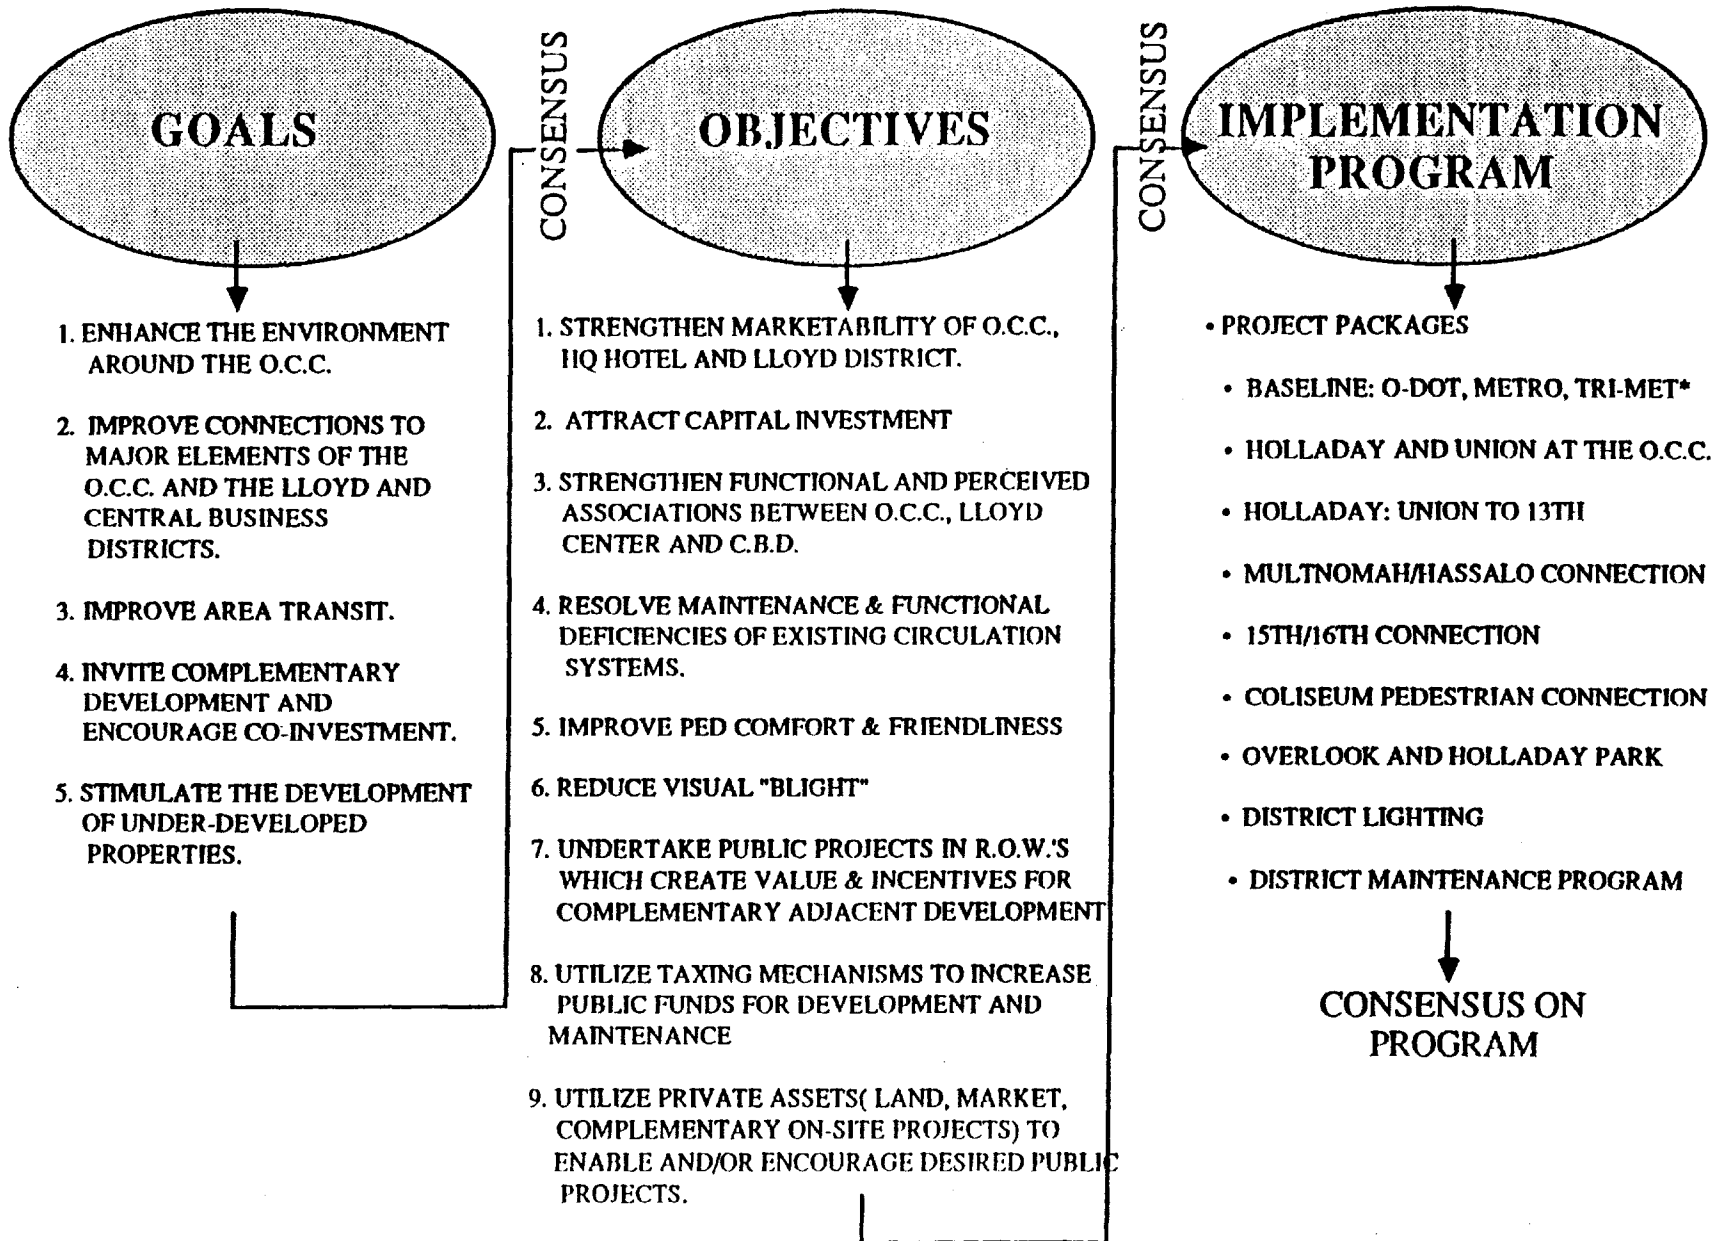 GOALS
1. ENHANCE THE ENVIRONMENT
AROUND THE O.C.C.
2. IMPROVE CONNECTIONS TO
MAJOR ELEMENTS OF THE
O.C.C. AND THE LLOYD AND
CENTRAL BUSINESS
DISTRICTS.
3. IMPROVE AREA TRANSIT.
4. INVITE COMPLEMENTARY
DEVELOPMENT AND
ENCOURAGE CO-INVESTMENT.
5. STIMULATE THE DEVELOPMENT
OF UNDER-DEVELOPED
PROPERTIES.
CONSENSUS
OBJECTIVES
1. STRENGTHEN MARKETABILITY OF O.C.C.,
HQ HOTEL AND LLOYD DISTRICT.
2. ATTRACT CAPITAL INVESTMENT
3. STRENGTHEN FUNCTIONAL AND PERCEIVED
ASSOCIATIONS BETWEEN O.C.C., LLOYD
CENTER AND C.B.D.
4. RESOLVE MAINTENANCE & FUNCTIONAL
DEFICIENCIES OF EXISTING CIRCULATION
SYSTEMS.
5. IMPROVE PED COMFORT & FRIENDLINESS
6. REDUCE VISUAL "BLIGHT"
7. UNDERTAKE PUBLIC PROJECTS IN R.O.W.'S
WHICH CREATE VALUE & INCENTIVES FOR
COMPLEMENTARY ADJACENT DEVELOPMENT
8. UTILIZE TAXING MECHANISMS TO INCREASE
PUBLIC FUNDS FOR DEVELOPMENT AND
MAINTENANCE
9. UTILIZE PRIVATE ASSETS( LAND, MARKET,
COMPLEMENTARY ON-SITE PROJECTS) TO
ENABLE AND/OR ENCOURAGE DESIRED PUBLIC
PROJECTS.
CONSENSUS
IMPLEMENTATION
PROGRAM
• PROJECT PACKAGES
• BASELINE: O-DOT, METRO, TRI-MET*
• HOLLADAY AND UNION AT THE O.C.C.
• HOLLADAY: UNION TO 13TH
• MULTNOMAH/HASSALO CONNECTION
• 15TH/16TH CONNECTION
• COLISEUM PEDESTRIAN CONNECTION
• OVERLOOK AND HOLLADAY PARK
• DISTRICT LIGHTING
• DISTRICT MAINTENANCE PROGRAM
CONSENSUS ON
PROGRAM